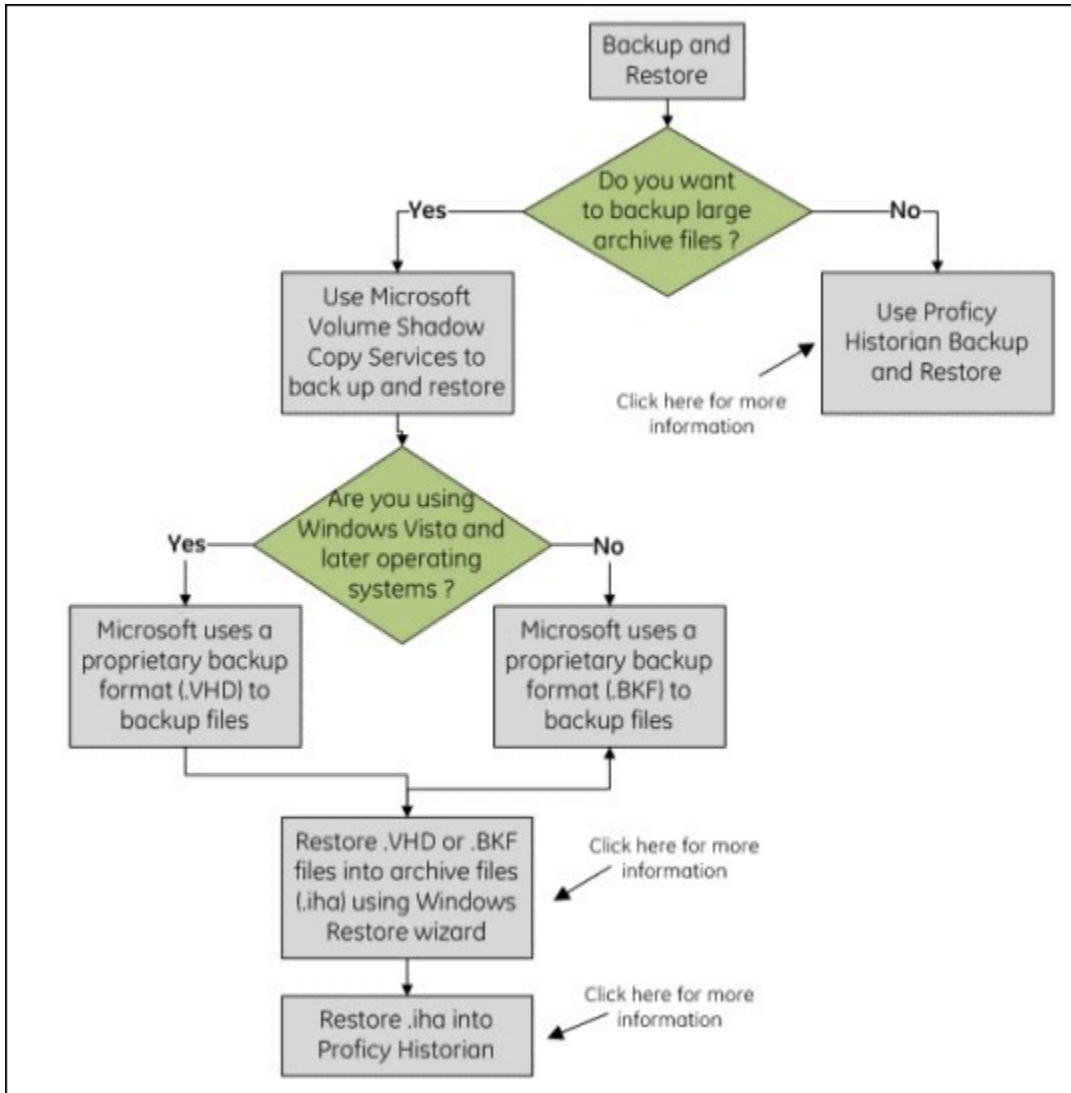 Backup and
Restore
Do you want
to backup large
archive files ?
Yes
No
Use Microsoft
Volume Shadow
Copy Services to
back up and restore
Use Proficy
Historian Backup
and Restore
Click here for more
information
Are you using
Windows Vista and
later operating
systems ?
Yes
No
Microsoft uses a
proprietary backup
format (.VHD) to
backup files
Microsoft uses a
proprietary backup
format (.BKF) to
backup files
Restore .VHD or .BKF
files into archive files
(.iha) using Windows
Restore wizard
Click here for more
information
Restore .iha into
Proficy Historian
Click here for more
information